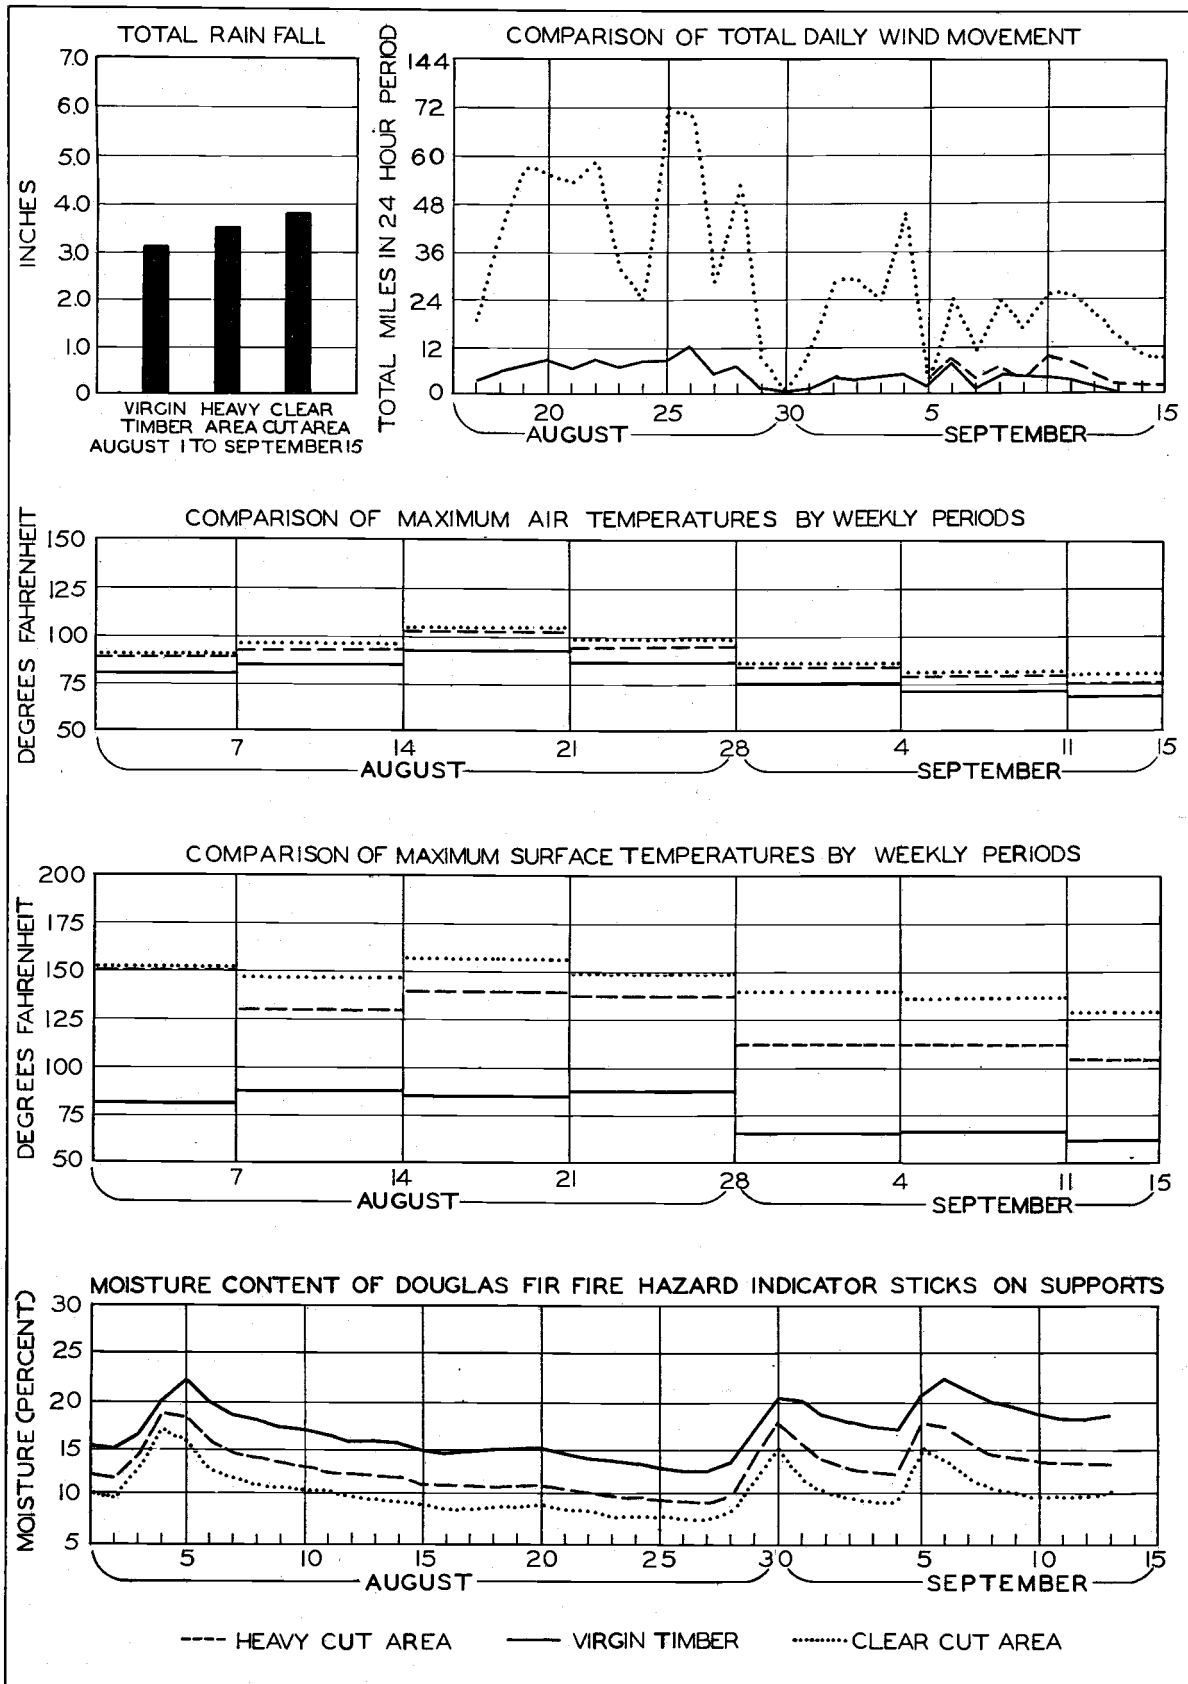 TOTAL RAIN FALL
7.0
6.0
5.0
4.0
3.0
2.0
1.0
0
INCHES
VIRGIN HEAVY CLEAR
TIMBER AREA CUT AREA
AUGUST 1 TO SEPTEMBER 15
COMPARISON OF TOTAL DAILY WIND MOVEMENT
144
72
60
48
36
24
12
0
TOTAL MILES IN 24 HOUR PERIOD
20 25 30 5 15
AUGUST SEPTEMBER
COMPARISON OF MAXIMUM AIR TEMPERATURES BY WEEKLY PERIODS
150
125
100
75
50
DEGREES FAHRENHEIT
7 14 21 28 4 11 15
AUGUST SEPTEMBER
COMPARISON OF MAXIMUM SURFACE TEMPERATURES BY WEEKLY PERIODS
200
175
150
125
100
75
50
DEGREES FAHRENHEIT
7 14 21 28 4 11 15
AUGUST SEPTEMBER
MOISTURE CONTENT OF DOUGLAS FIR FIRE HAZARD INDICATOR STICKS ON SUPPORTS
30
25
20
15
10
5
MOISTURE (PERCENT)
5 10 15 20 25 30 5 10 15
AUGUST SEPTEMBER
HEAVY CUT AREA VIRGIN TIMBER CLEAR CUT AREA